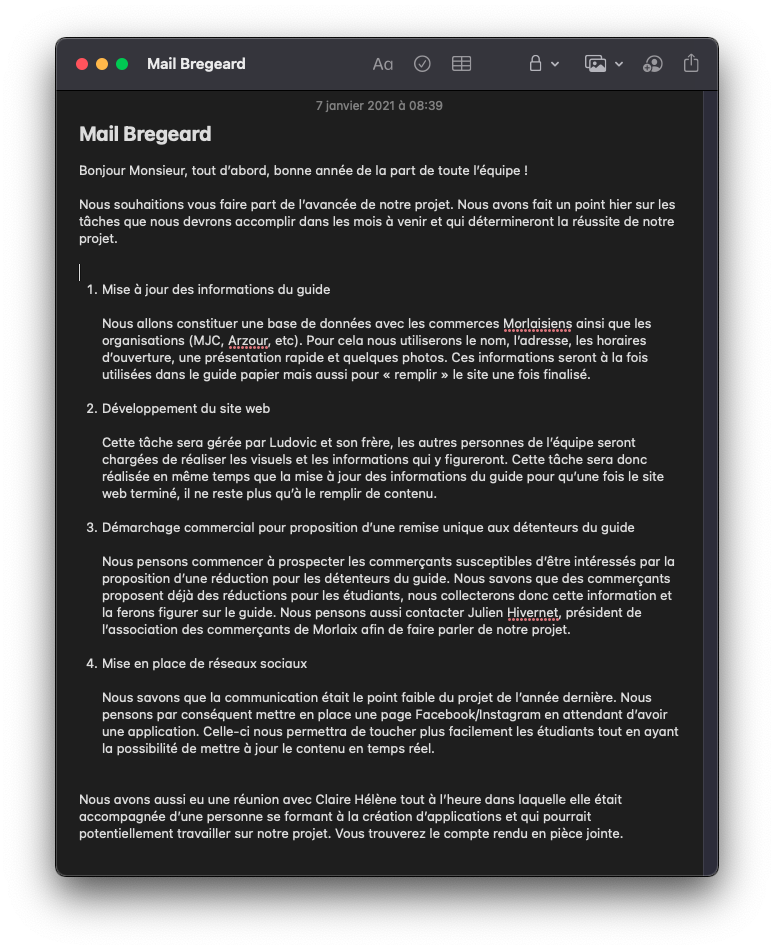 Mail Bregeard
Aa
7 janvier 2021 à 08:39
Mail Bregeard
Bonjour Monsieur, tout d’abord, bonne année de la part de toute l’équipe !
Nous souhaitions vous faire part de l’avancée de notre projet. Nous avons fait un point hier sur les
tâches que nous devrons accomplir dans les mois à venir et qui détermineront la réussite de notre
projet.
1. Mise à jour des informations du guide
Nous allons constituer une base de données avec les commerces Morlaisiens ainsi que les
organisations (MJC, Arzour, etc). Pour cela nous utiliserons le nom, l’adresse, les horaires
d’ouverture, une présentation rapide et quelques photos. Ces informations seront à la fois
utilisées dans le guide papier mais aussi pour « remplir » le site une fois finalisé.
2. Développement du site web
Cette tâche sera gérée par Ludovic et son frère, les autres personnes de l’équipe seront
chargées de réaliser les visuels et les informations qui y figureront. Cette tâche sera donc
réalisée en même temps que la mise à jour des informations du guide pour qu’une fois le site
web terminé, il ne reste plus qu’à le remplir de contenu.
3. Démarchage commercial pour proposition d’une remise unique aux détenteurs du guide
Nous pensons commencer à prospecter les commerçants susceptibles d’être intéressés par la
proposition d’une réduction pour les détenteurs du guide. Nous savons que des commerçants
proposent déjà des réductions pour les étudiants, nous collecterons donc cette information et
la ferons figurer sur le guide. Nous pensons aussi contacter Julien Hivernet, président de
l’association des commerçants de Morlaix afin de faire parler de notre projet.
4. Mise en place de réseaux sociaux
Nous savons que la communication était le point faible du projet de l’année dernière. Nous
pensons par conséquent mettre en place une page Facebook/Instagram en attendant d’avoir
une application. Celle-ci nous permettra de toucher plus facilement les étudiants tout en ayant
la possibilité de mettre à jour le contenu en temps réel.
Nous avons aussi eu une réunion avec Claire Hélène tout à l’heure dans laquelle elle était
accompagnée d’une personne se formant à la création d’applications et qui pourrait
potentiellement travailler sur notre projet. Vous trouverez le compte rendu en pièce jointe.